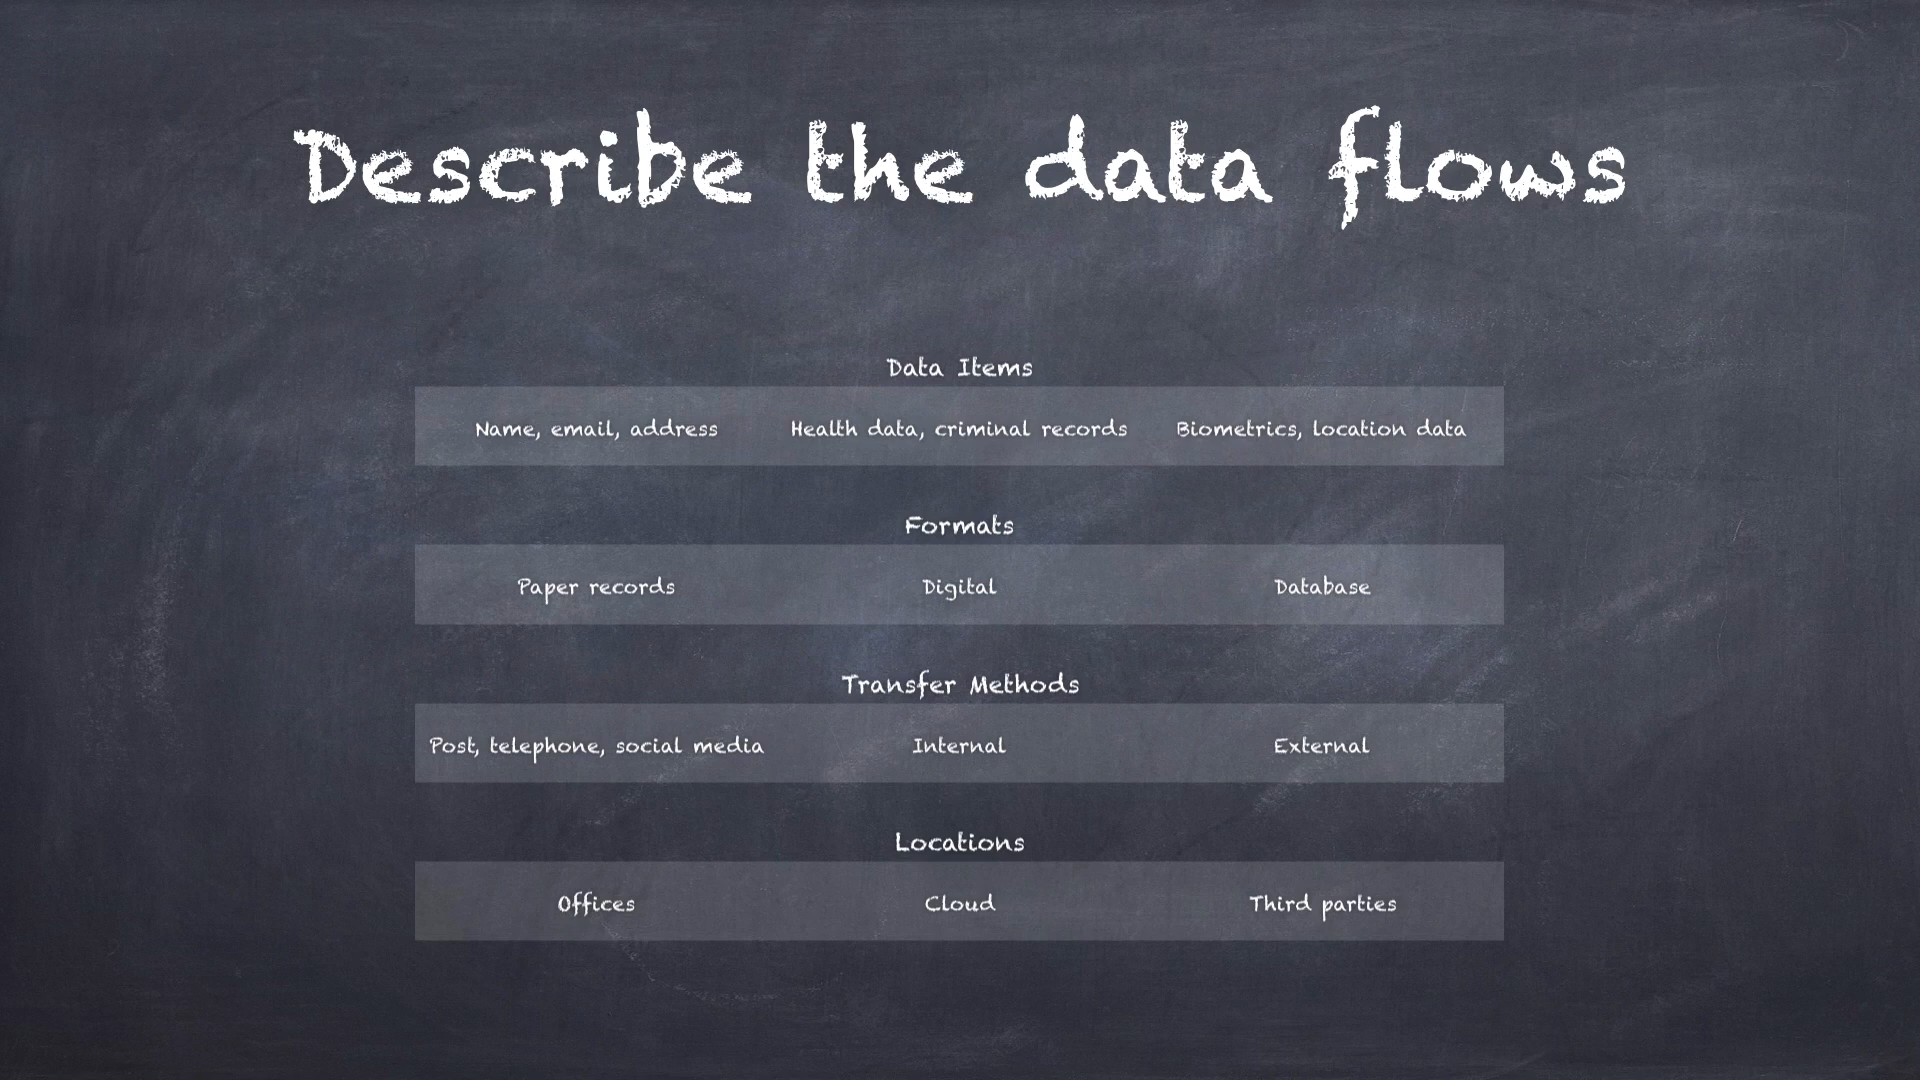 Describe the data flows
Data Items
Name, email, address
Health data, criminal records
Biometrics, location data
Formats
Paper records
Digital
Database
Transfer Methods
Post, telephone, social media
Internal
External
Locations
Offices
Cloud
Third parties